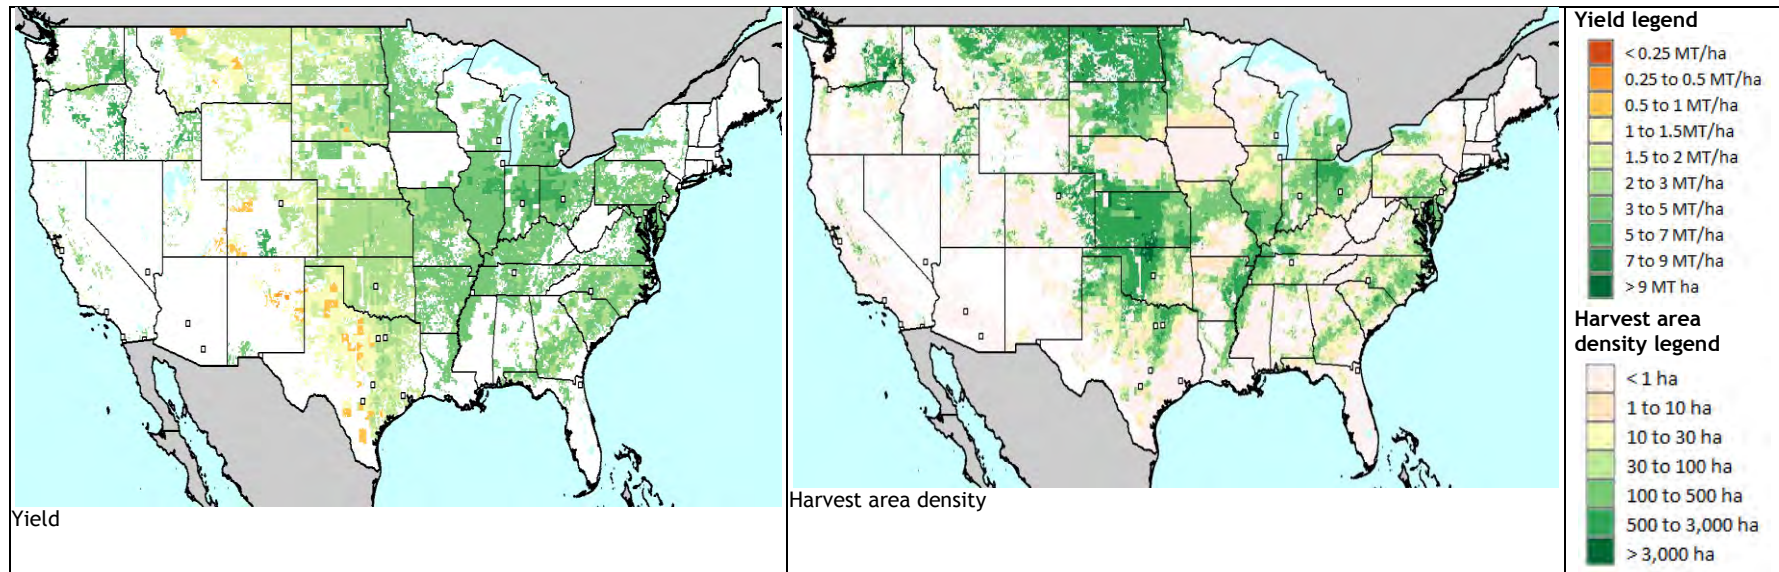 Yield
Harvest area density
Yield legend
< 0.25 MT/ha
0.25 to 0.5 MT/ha
0.5 to 1 MT/ha
1 to 1.5MT/ha
1.5 to 2 MT/ha
2 to 3 MT/ha
3 to 5 MT/ha
5 to 7 MT/ha
7 to 9 MT/ha
> 9 MT ha
Harvest area
density legend
< 1 ha
1 to 10 ha
10 to 30 ha
30 to 100 ha
100 to 500 ha
500 to 3,000 ha
> 3,000 ha